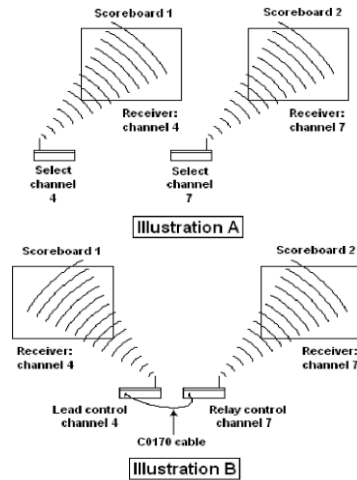 Scoreboard 1
Scoreboard 2
Receiver:
channel 4
Receiver:
channel 7
Select
channel
4
Select
channel
7
Illustration A
Scoreboard 1
Scoreboard 2
Receiver:
channel 4
Receiver:
channel 7
Lead control
channel 4
Relay control
channel 7
C0170 cable
Illustration B